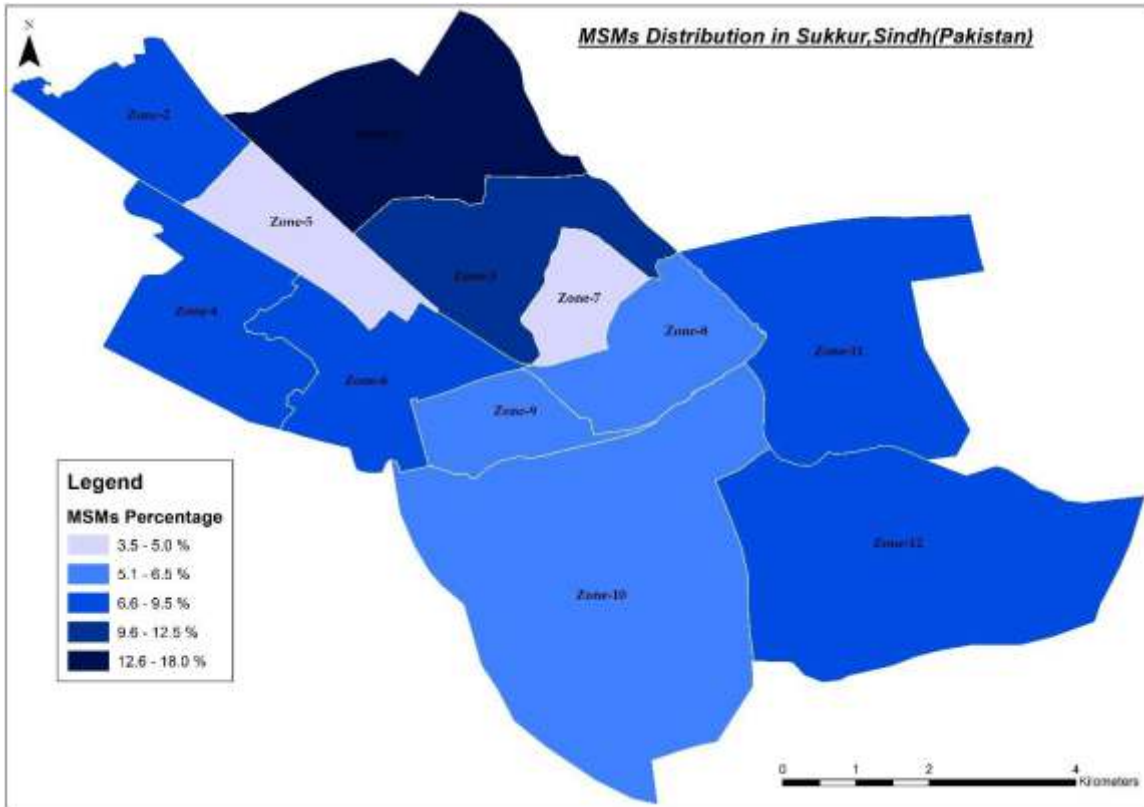 N
MSMs Distribution in Sukkur,Sindh(Pakistan)
Zone-2
Zone-5
Zone-3
Zone-7
Zone-4
Zone-8
Zone-11
Zone-6
Zone-9
Zone-12
Zone-10
Legend
MSMs Percentage
3.5 - 5.0 %
5.1 - 6.5 %
6.6 - 9.5 %
9.6 - 12.5 %
12.6 - 18.0 %
0 1 2 4
Kilometers